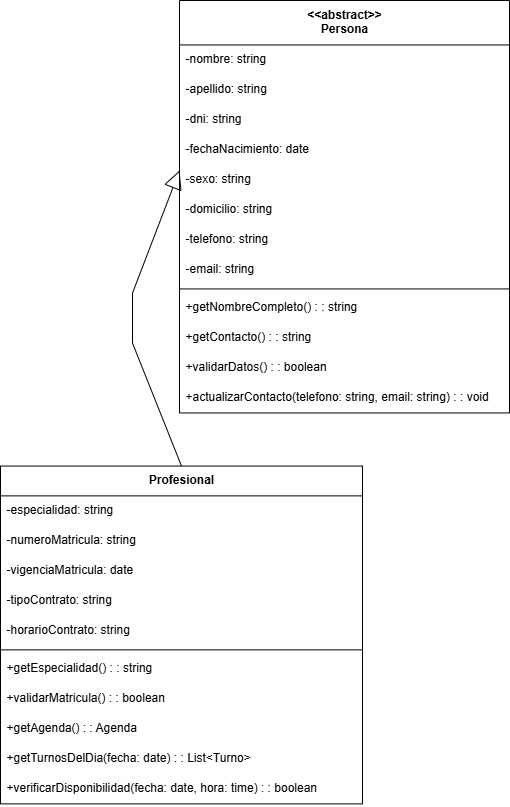 <<abstract>>
Persona
-nombre: string
-apellido: string
-dni: string
-fechaNacimiento: date
-sexo: string
-domicilio: string
-telefono: string
-email: string
+getNombreCompleto() : : string
+getContacto() : : string
+validarDatos() : : boolean
+actualizarContacto(telefono: string, email: string) : : void
Profesional
-especialidad: string
-numeroMatricula: string
-vigenciaMatricula: date
-tipoContrato: string
-horarioContrato: string
+getEspecialidad() : : string
+validarMatricula() : : boolean
+getAgenda() : : Agenda
+getTurnosDelDia(fecha: date) : : List<Turno>
+verificarDisponibilidad(fecha: date, hora: time) : : boolean